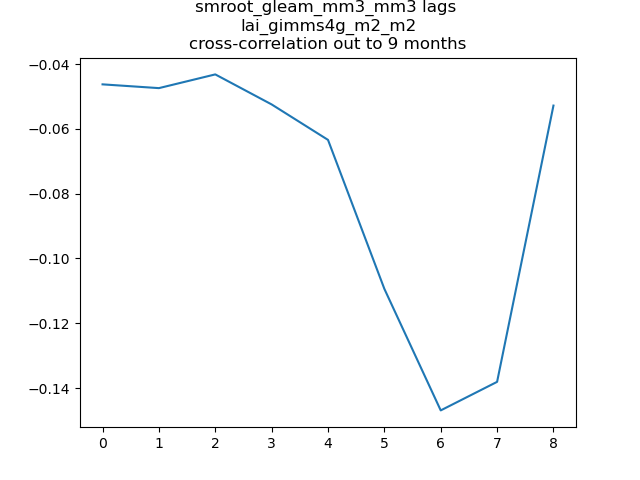 smroot_gleam_mm3_mm3 lags
lai_gimms4g_m2_m2
cross-correlation out to 9 months
−0.04
−0.06
−0.08
−0.10
−0.12
−0.14
0 1 2 3 4 5 6 7 8